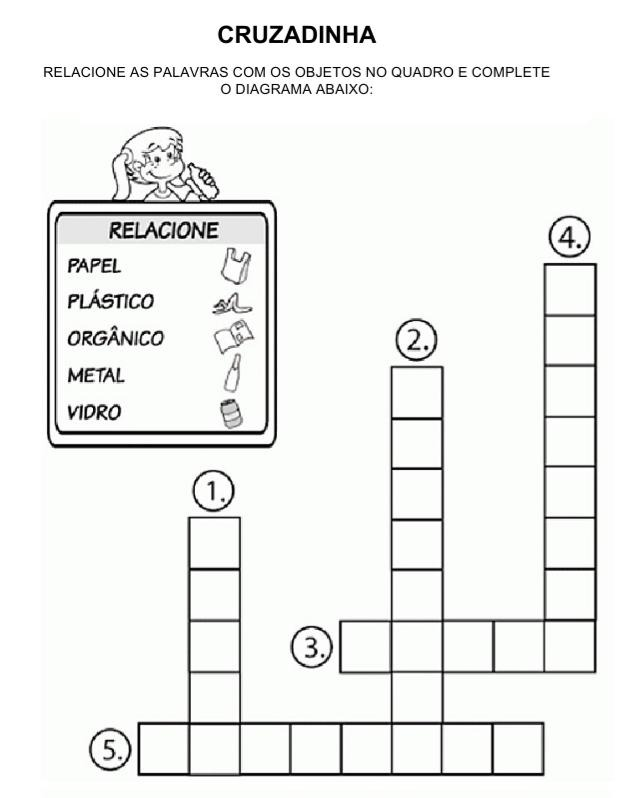 CRUZADINHA
RELACIONE AS PALAVRAS COM OS OBJETOS NO QUADRO E COMPLETE
O DIAGRAMA ABAIXO:
RELACIONE
PAPEL
PLÁSTICO
ORGÂNICO
METAL
VIDRO
4.
2.
1.
3.
5.